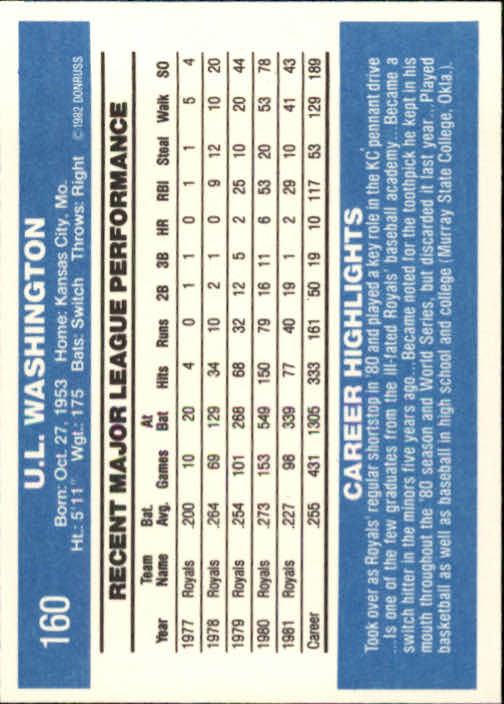 160
U.L. WASHINGTON
Born: Oct. 27, 1953 Home: Kansas City, Mo.
Ht.: 5'11" Wgt.: 175 Bats: Switch Throws: Right © 1982 DONRUSS
RECENT MAJOR LEAGUE PERFORMANCE
Year Team Name Bat. Avg. Games At Bat Hits Runs 2B 3B HR RBI Steal Walk SO
1977 Royals .200 10 20 4 0 1 1 0 1 1 5 4
1978 Royals .264 69 129 34 10 2 1 0 9 12 10 20
1979 Royals .254 101 268 68 32 12 5 2 25 10 20 44
1980 Royals .273 153 549 150 79 16 11 6 53 20 53 78
1981 Royals .227 98 339 77 40 19 1 2 29 10 41 43
Career .255 431 1305 333 161 50 19 10 117 53 129 189
CAREER HIGHLIGHTS
Took over as Royals' regular shortstop in '80 and played a key role in the KC pennant drive
...Is one of the few graduates from the ill-fated Royals' baseball academy...Became a
switch hitter in the minors five years ago...Became noted for the toothpick he kept in his
mouth throughout the '80 season and World Series, but discarded it last year...Played
basketball as well as baseball in high school and college (Murray State College, Okla.).